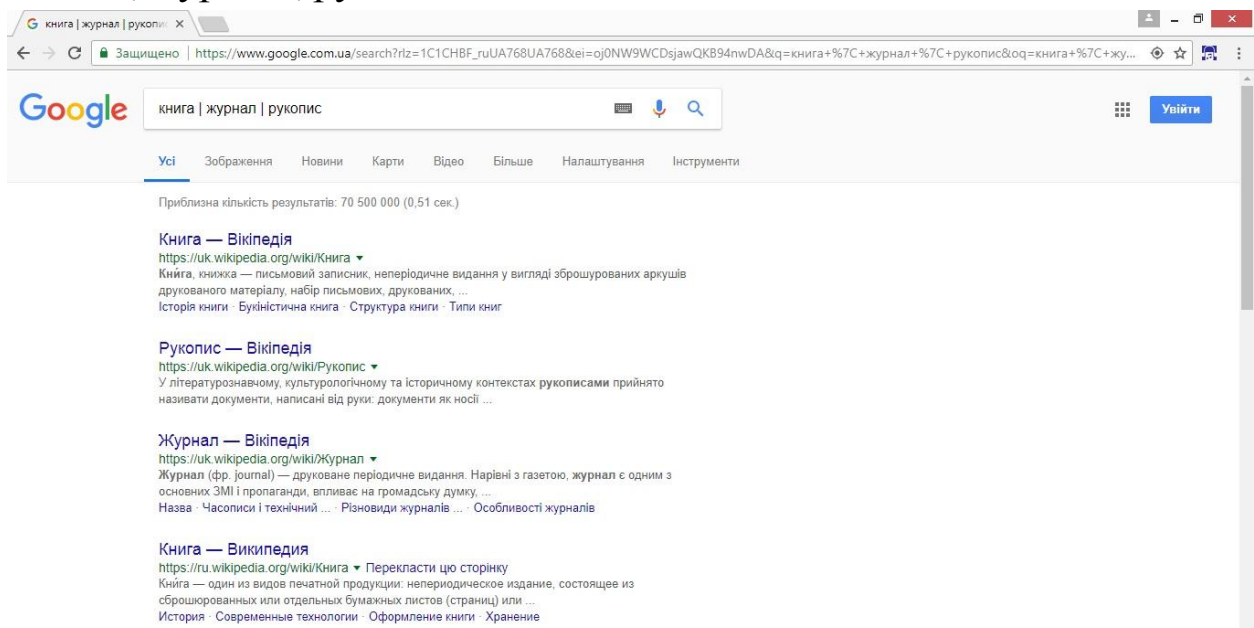 книга | журнал | рукопис
Защищено | https://www.google.com.ua/search?rlz=1C1CHBF_ruUA768UA768&ei=oj0NW9WCDsjawQKB94nwDA&q=книга+%7C+журнал+%7C+рукопис&oq=книга+%7C+жу...
Google
книга | журнал | рукопис
Увійти
Усі Зображення Новини Карти Відео Більше Налаштування Інструменти
Приблизна кількість результатів: 70 500 000 (0,51 сек.)
Книга — Вікіпедія
https://uk.wikipedia.org/wiki/Книга
Кни́га, книжка — письмовий записник, неперіодичне видання у вигляді зброшурованих аркушів
друкованого матеріалу, набір письмових, друкованих, ...
Історія книги · Букіністична книга · Структура книги · Типи книг
Рукопис — Вікіпедія
https://uk.wikipedia.org/wiki/Рукопис
У літературознавчому, культурологічному та історичному контекстах рукописами прийнято
називати документи, написані від руки: документи як носії ...
Журнал — Вікіпедія
https://uk.wikipedia.org/wiki/Журнал
Журнал (фр. journal) — друковане періодичне видання. Нарівні з газетою, журнал є одним з
основних ЗМІ і пропаганди, впливає на громадську думку, ...
Назва · Часописи і технічний ... · Різновиди журналів ... · Особливості журналів
Книга — Википедия
https://ru.wikipedia.org/wiki/Книга Перекласти цю сторінку
Кни́га — один из видов печатной продукции: непериодическое издание, состоящее из
сброшюрованных или отдельных бумажных листов (страниц) или ...
История · Современные технологии · Оформление книги · Хранение